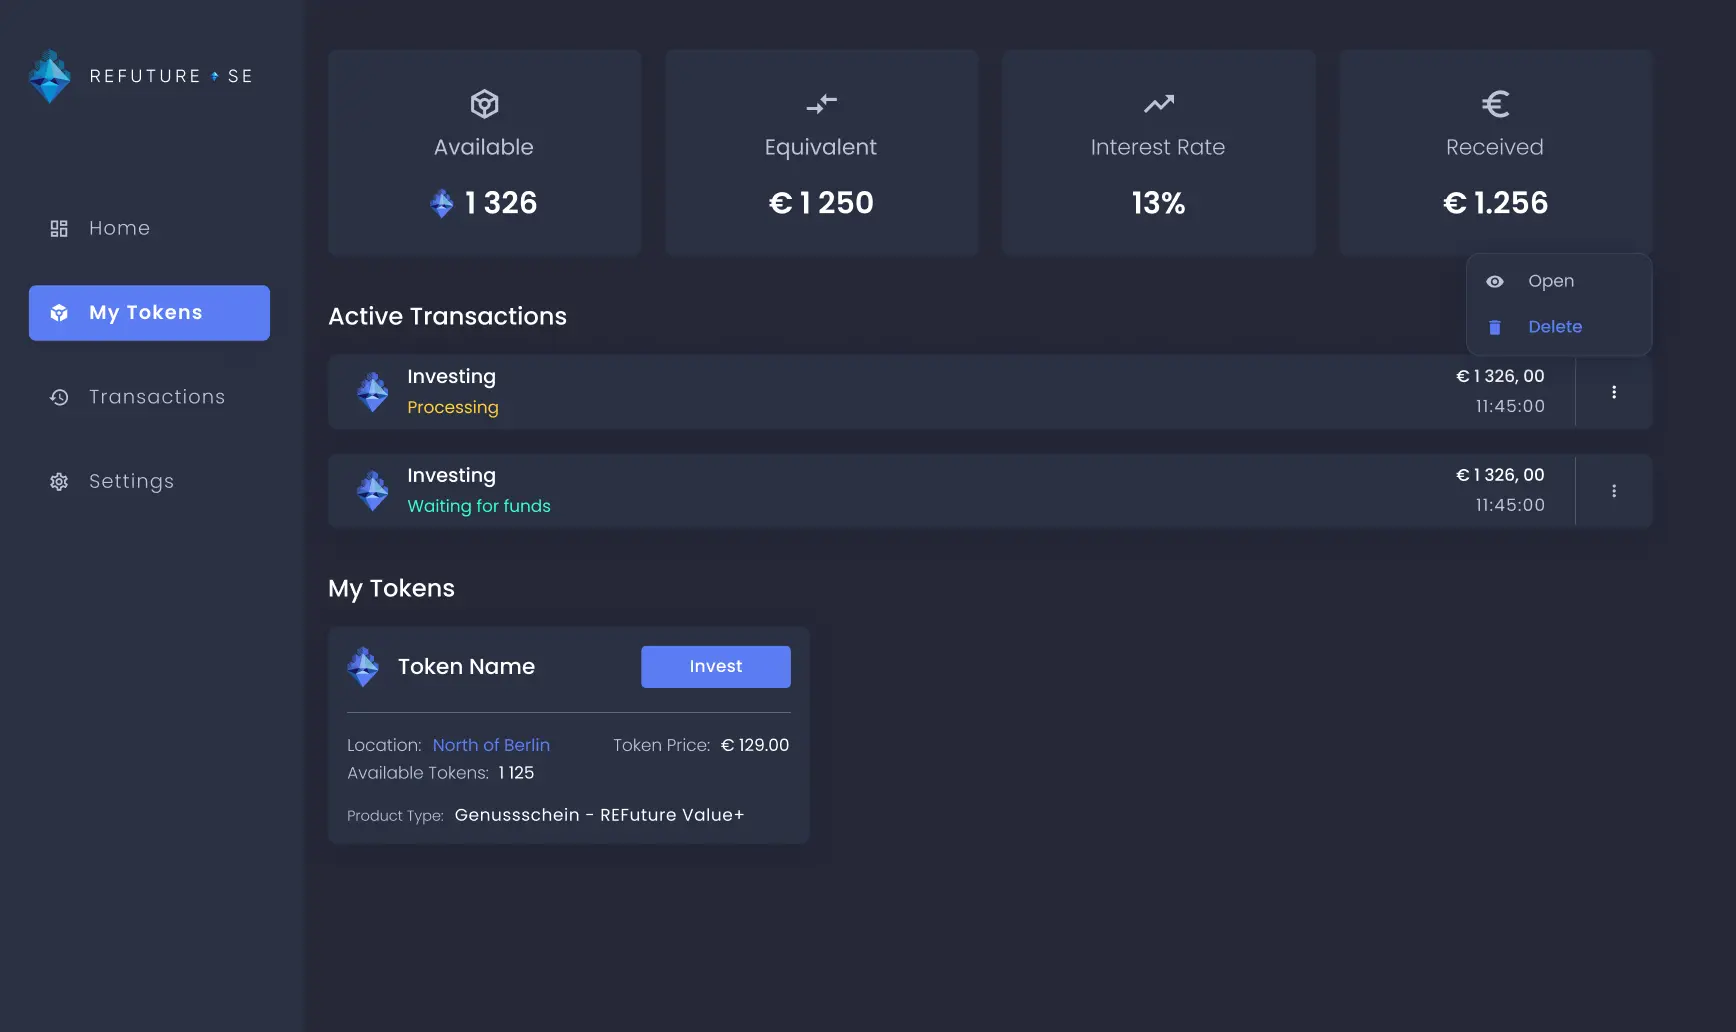 REFUTURE SE
Home
My Tokens
Transactions
Settings
Available
1 326
Equivalent
€ 1 250
Interest Rate
13%
Received
€ 1.256
Open
Delete
Active Transactions
Investing
Processing
€ 1 326, 00
11:45:00
Investing
Waiting for funds
€ 1 326, 00
11:45:00
My Tokens
Token Name
Invest
Location: North of Berlin
Token Price: € 129.00
Available Tokens: 1 125
Product Type: Genussschein - REFuture Value+